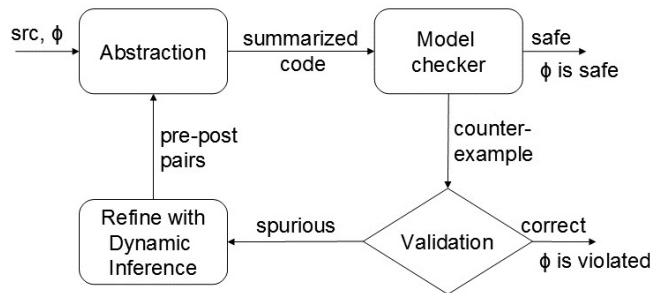 src, ϕ
Abstraction
summarized
code
Model
checker
safe
ϕ is safe
pre-post
pairs
counter-
example
Refine with
Dynamic
Inference
spurious
Validation
correct
ϕ is violated